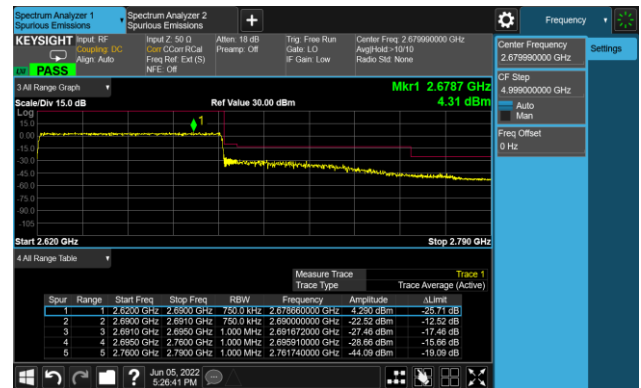 Spectrum Analyzer 1
Spurious Emissions
Spectrum Analyzer 2
Spurious Emissions
Frequency
KEYSIGHT
Input: RF
Coupling: DC
Align: Auto
Input Z: 50 Ω
Corr CCorr RCal
Freq Ref: Ext (S)
NFE: Off
Atten: 18 dB
Preamp: Off
Trig: Free Run
Gate: LO
IF Gain: Low
Center Freq: 2.679990000 GHz
Avg|Hold:>10/10
Radio Std: None
PASS
Center Frequency
2.679990000 GHz
Settings
CF Step
4.999000000 GHz
Auto
Man
Freq Offset
0 Hz
3 All Range Graph
Mkr1 2.6787 GHz
Scale/Div 15.0 dB
Ref Value 30.00 dBm
4.31 dBm
Log
15.0
0.00
-15.0
-30.0
-45.0
-60.0
-75.0
-90.0
-105
1
Start 2.620 GHz
Stop 2.790 GHz
4 All Range Table
Measure Trace Trace 1
Trace Type Trace Average (Active)
Spur Range Start Freq Stop Freq RBW Frequency Amplitude ΔLimit
1 1 2.6200 GHz 2.6900 GHz 750.0 kHz 2.678660000 GHz 4.290 dBm -25.71 dB
2 2 2.6900 GHz 2.6910 GHz 750.0 kHz 2.690000000 GHz -22.52 dBm -12.52 dB
3 3 2.6910 GHz 2.6950 GHz 1.000 MHz 2.691672000 GHz -27.46 dBm -17.46 dB
4 4 2.6950 GHz 2.7600 GHz 1.000 MHz 2.695910000 GHz -28.66 dBm -15.66 dB
5 5 2.7600 GHz 2.7900 GHz 1.000 MHz 2.761740000 GHz -44.09 dBm -19.09 dB
Jun 05, 2022
5:26:41 PM